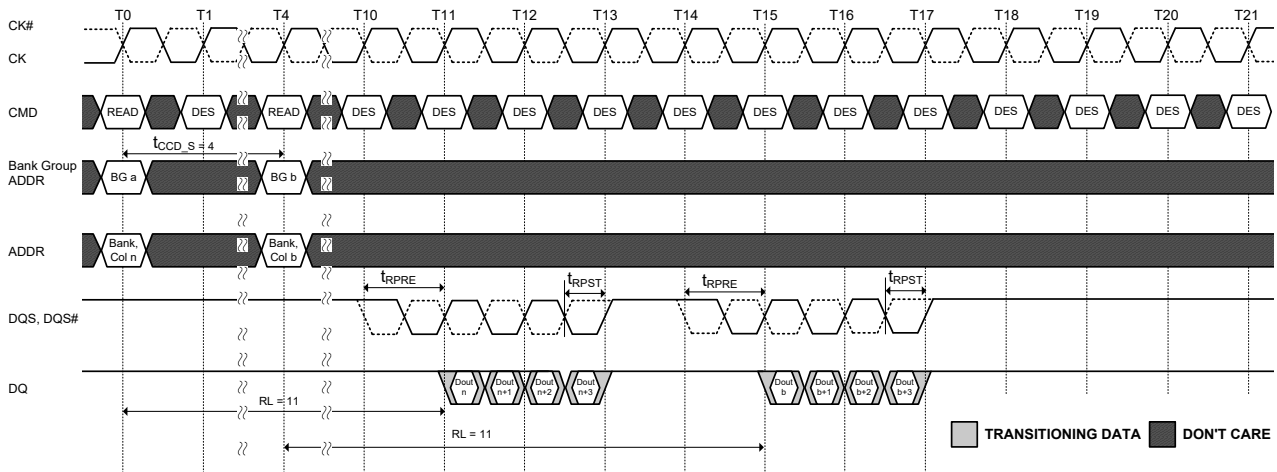 T0 T1 T4 T10 T11 T12 T13 T14 T15 T16 T17 T18 T19 T20 T21
CK#
CK
CMD READ DES READ DES DES DES DES DES DES DES DES DES DES DES DES
tCCD_S = 4
Bank Group
ADDR
BG a BG b
ADDR
Bank,
Col n
Bank,
Col b
tRPRE tRPST tRPRE tRPST
DQS, DQS#
DQ
Dout
n
Dout
n+1
Dout
n+2
Dout
n+3
Dout
b
Dout
b+1
Dout
b+2
Dout
b+3
RL = 11
RL = 11
TRANSITIONING DATA DON'T CARE